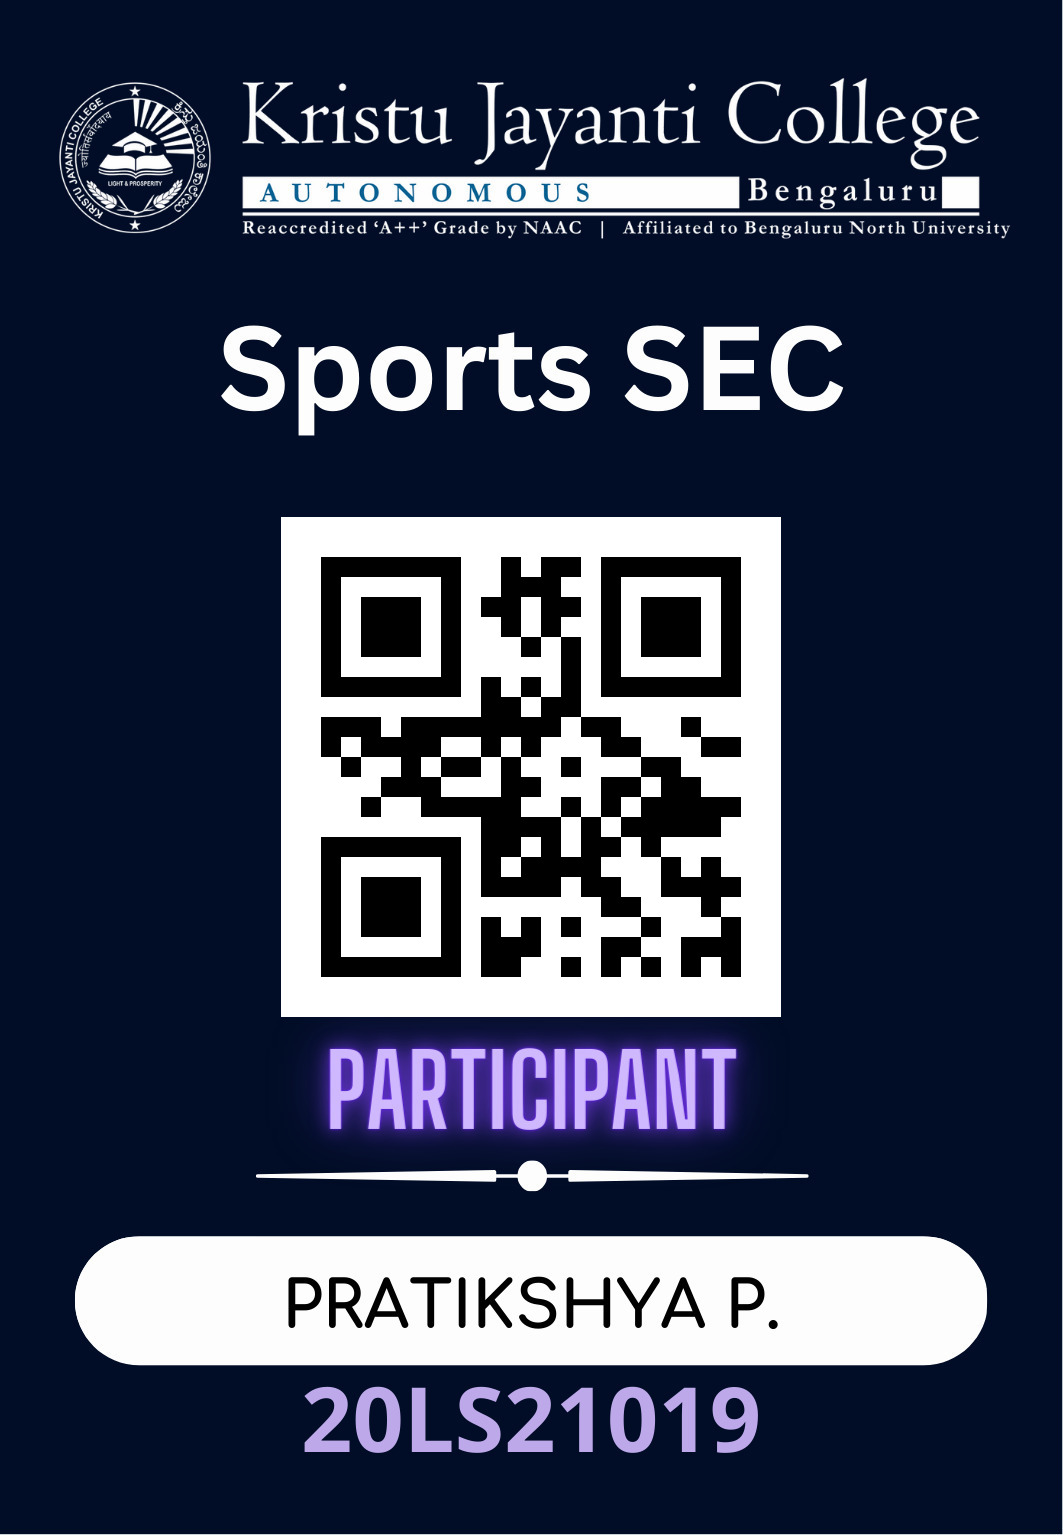 KRISTU JAYANTI COLLEGE
ಕ್ರಿಸ್ತು ಜಯಂತಿ ಕಾಲೇಜು
LIGHT & PROSPERITY
Kristu Jayanti College
AUTONOMOUS Bengaluru
Reaccredited ‘A++’ Grade by NAAC | Affiliated to Bengaluru North University
Sports SEC
PARTICIPANT
PRATIKSHYA P.
20LS21019